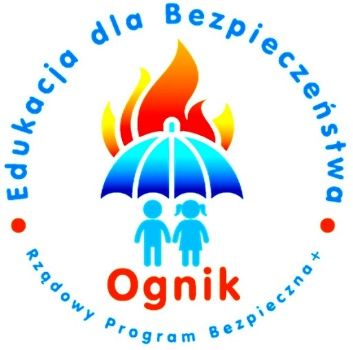 Edukacja dla Bezpieczeństwa
Ognik
Rządowy Program Bezpieczna+